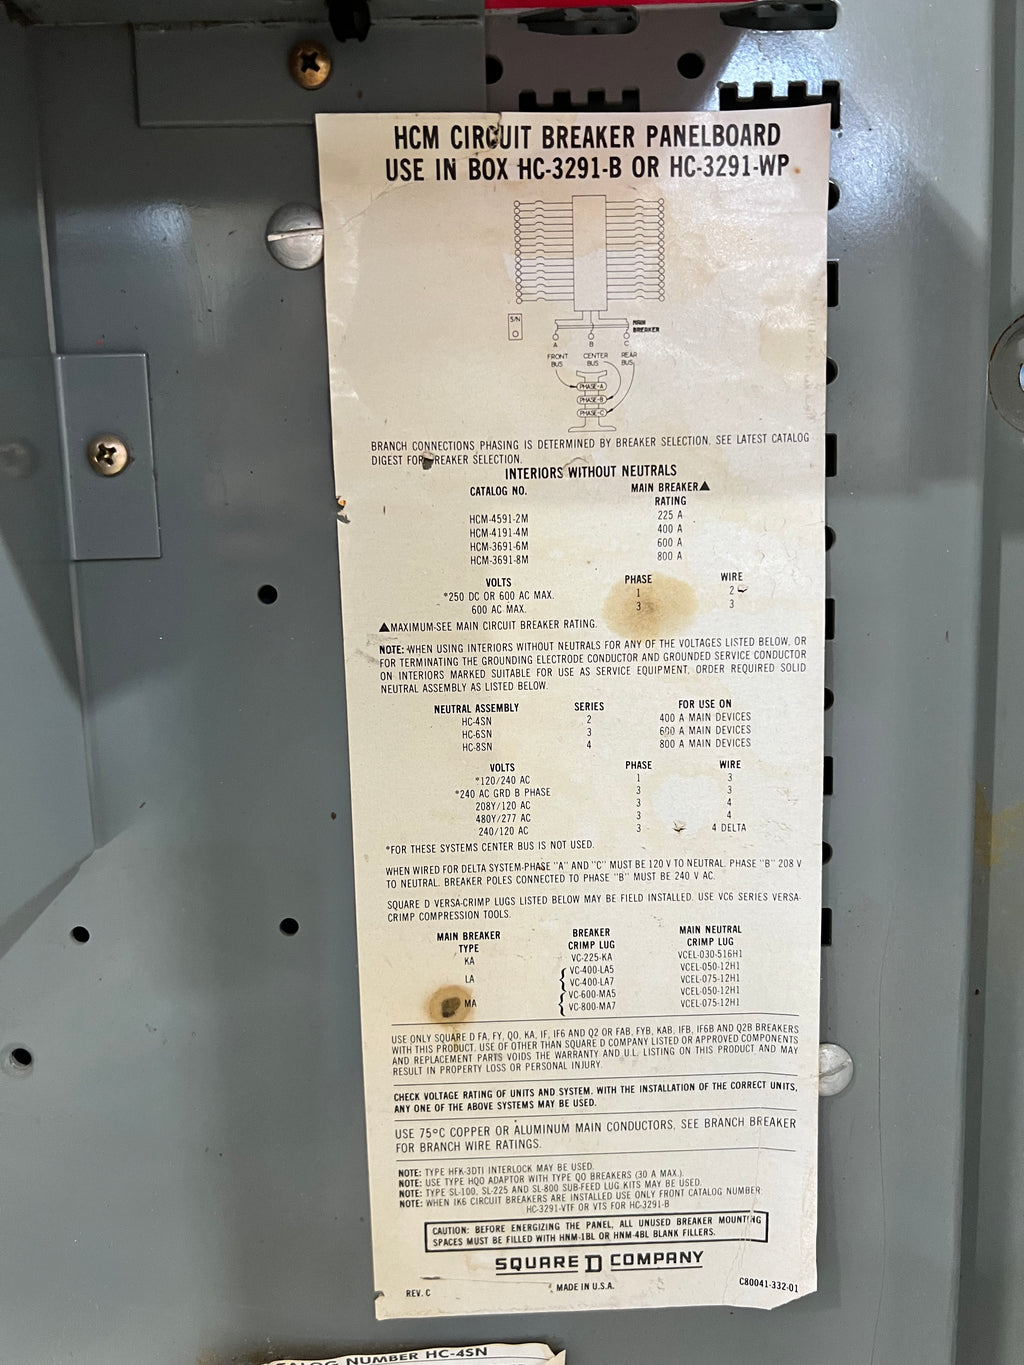 HCM CIRCUIT BREAKER PANELBOARD
USE IN BOX HC-3291-B OR HC-3291-WP
S/N
MAIN BREAKER
A B C
FRONT BUS CENTER BUS REAR BUS
PHASE-A
PHASE-B
PHASE-C
BRANCH CONNECTIONS PHASING IS DETERMINED BY BREAKER SELECTION. SEE LATEST CATALOG
DIGEST FOR BREAKER SELECTION.
INTERIORS WITHOUT NEUTRALS
CATALOG NO. MAIN BREAKER▲ RATING
HCM-4591-2M 225 A
HCM-4191-4M 400 A
HCM-3691-6M 600 A
HCM-3691-8M 800 A
VOLTS PHASE WIRE
*250 DC OR 600 AC MAX. 1 2
600 AC MAX. 3 3
▲MAXIMUM-SEE MAIN CIRCUIT BREAKER RATING.
NOTE: WHEN USING INTERIORS WITHOUT NEUTRALS FOR ANY OF THE VOLTAGES LISTED BELOW, OR
FOR TERMINATING THE GROUNDING ELECTRODE CONDUCTOR AND GROUNDED SERVICE CONDUCTOR
ON INTERIORS MARKED SUITABLE FOR USE AS SERVICE EQUIPMENT, ORDER REQUIRED SOLID
NEUTRAL ASSEMBLY AS LISTED BELOW.
NEUTRAL ASSEMBLY SERIES FOR USE ON
HC-4SN 2 400 A MAIN DEVICES
HC-6SN 3 600 A MAIN DEVICES
HC-8SN 4 800 A MAIN DEVICES
VOLTS PHASE WIRE
*120/240 AC 1 3
*240 AC GRD B PHASE 3 3
208Y/120 AC 3 4
480Y/277 AC 3 4
240/120 AC 3 4 DELTA
*FOR THESE SYSTEMS CENTER BUS IS NOT USED.
WHEN WIRED FOR DELTA SYSTEM-PHASE "A" AND "C" MUST BE 120 V TO NEUTRAL. PHASE "B" 208 V
TO NEUTRAL. BREAKER POLES CONNECTED TO PHASE "B" MUST BE 240 V AC.
SQUARE D VERSA-CRIMP LUGS LISTED BELOW MAY BE FIELD INSTALLED. USE VC6 SERIES VERSA-
CRIMP COMPRESSION TOOLS.
MAIN BREAKER TYPE BREAKER CRIMP LUG MAIN NEUTRAL CRIMP LUG
KA VC-225-KA VCEL-030-516H1
LA VC-400-LA5 VCEL-050-12H1
VC-400-LA7 VCEL-075-12H1
MA VC-600-MA5 VCEL-050-12H1
VC-800-MA7 VCEL-075-12H1
USE ONLY SQUARE D FA, FY, QO, KA, IF, IF6 AND Q2 OR FAB, FYB, KAB, IFB, IF6B AND Q2B BREAKERS
WITH THIS PRODUCT. USE OF OTHER THAN SQUARE D COMPANY LISTED OR APPROVED COMPONENTS
AND REPLACEMENT PARTS VOIDS THE WARRANTY AND U.L. LISTING ON THIS PRODUCT AND MAY
RESULT IN PROPERTY LOSS OR PERSONAL INJURY.
CHECK VOLTAGE RATING OF UNITS AND SYSTEM. WITH THE INSTALLATION OF THE CORRECT UNITS,
ANY ONE OF THE ABOVE SYSTEMS MAY BE USED.
USE 75°C COPPER OR ALUMINUM MAIN CONDUCTORS, SEE BRANCH BREAKER
FOR BRANCH WIRE RATINGS.
NOTE: TYPE HFK-3DTI INTERLOCK MAY BE USED.
NOTE: USE TYPE HQO ADAPTOR WITH TYPE QO BREAKERS (30 A MAX.).
NOTE: TYPE SL-100, SL-225 AND SL-800 SUB-FEED LUG KITS MAY BE USED.
NOTE: WHEN IK6 CIRCUIT BREAKERS ARE INSTALLED USE ONLY FRONT CATALOG NUMBER:
HC-3291-VTF OR VTS FOR HC-3291-B
CAUTION: BEFORE ENERGIZING THE PANEL, ALL UNUSED BREAKER MOUNTING
SPACES MUST BE FILLED WITH HNM-1BL OR HNM-4BL BLANK FILLERS.
SQUARE D COMPANY
REV. C MADE IN U.S.A. C80041-332-01
NUMBER HC-4SN